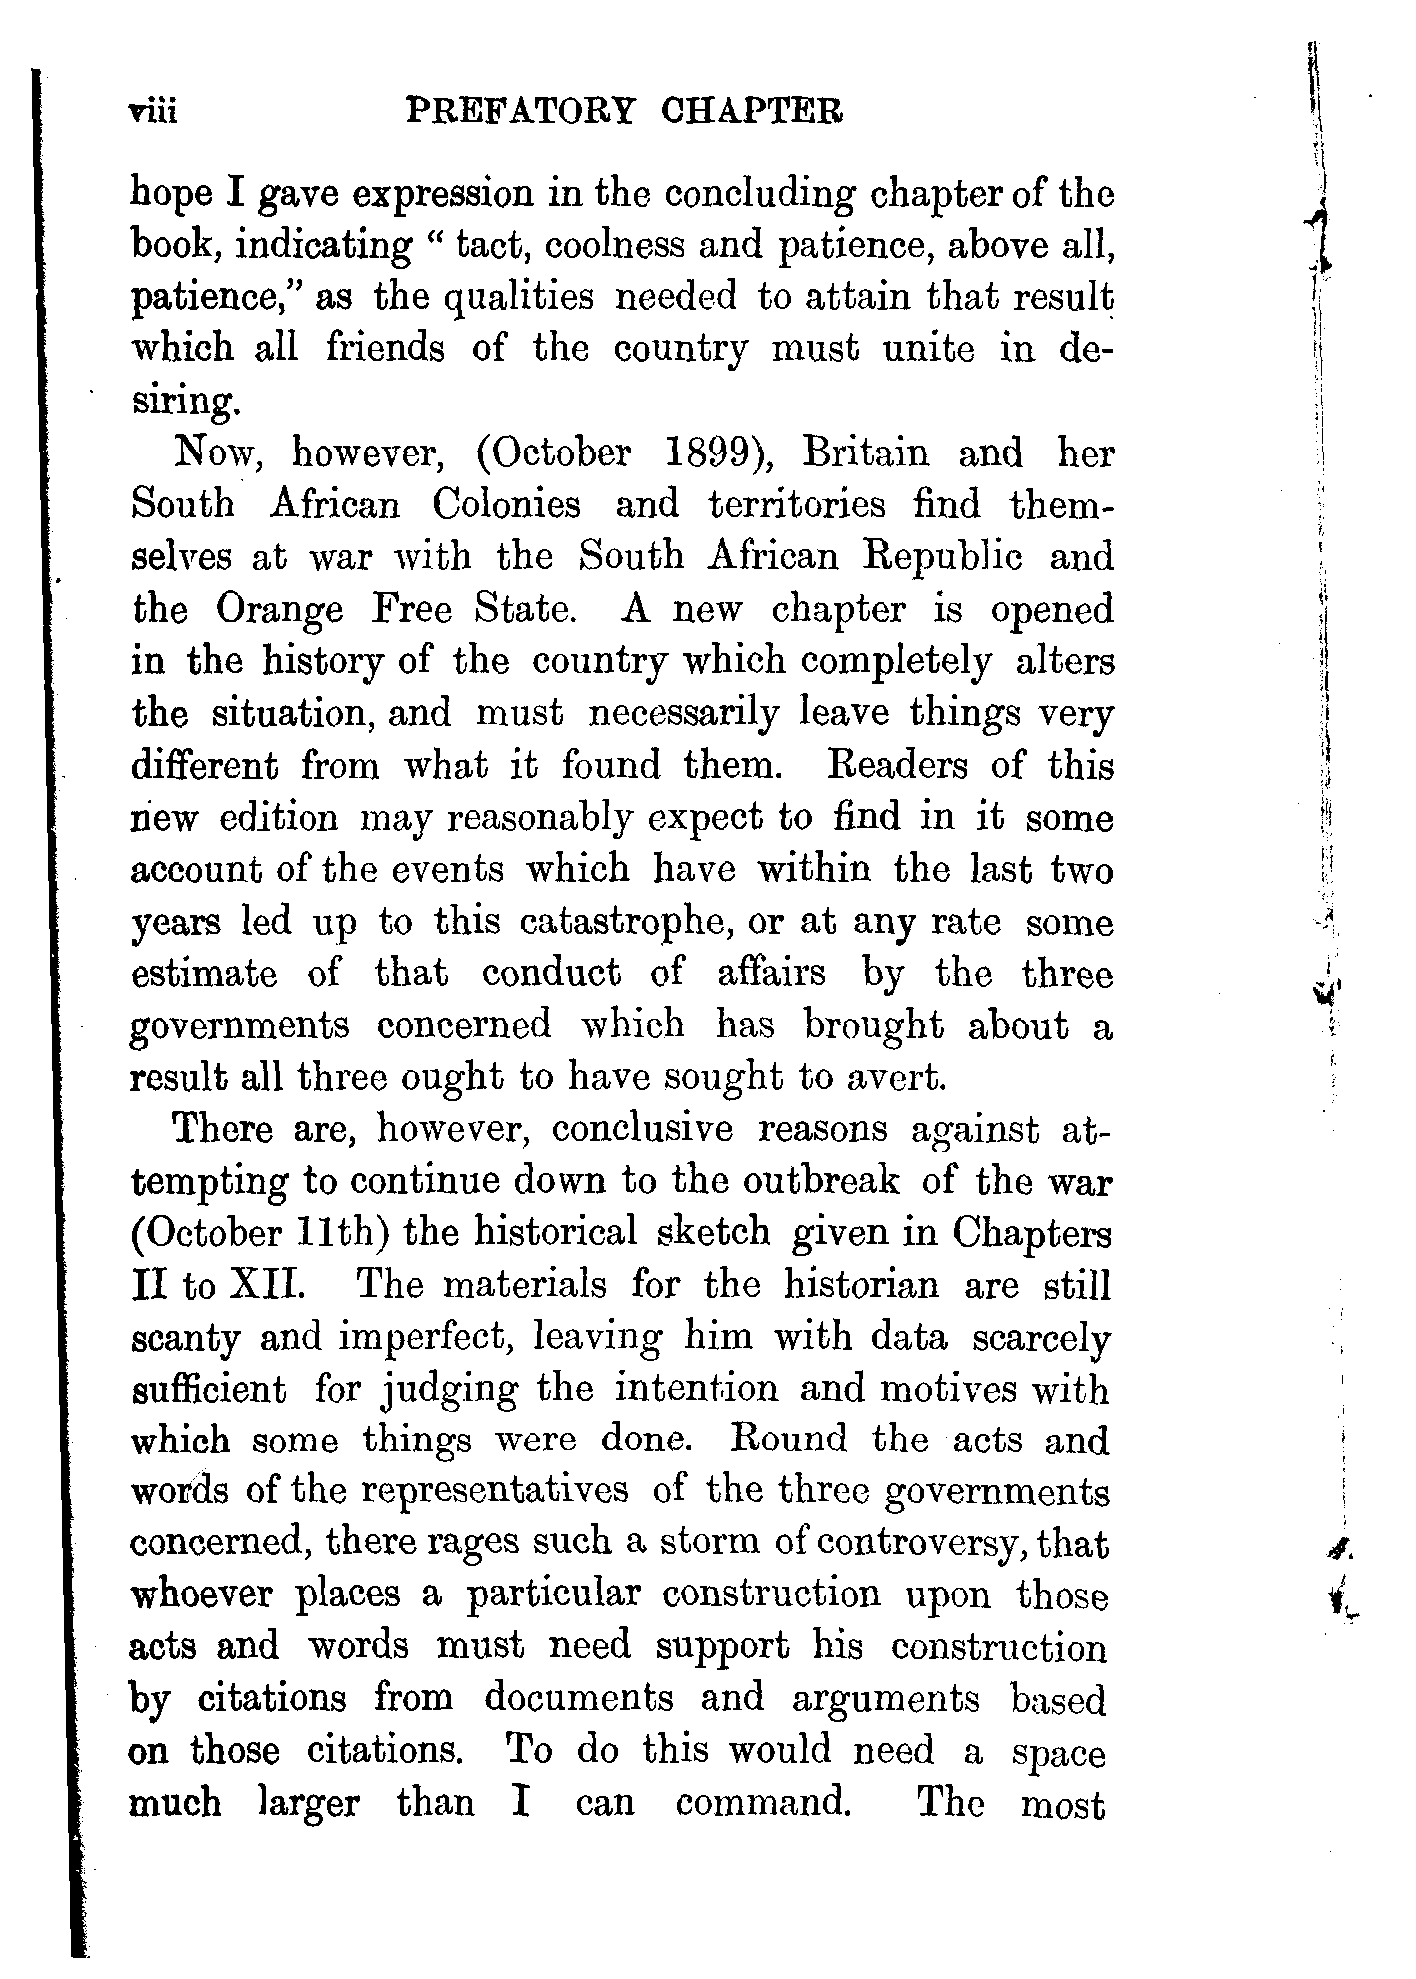 viii PREFATORY CHAPTER
hope I gave expression in the concluding chapter of the
book, indicating “ tact, coolness and patience, above all,
patience,” as the qualities needed to attain that result
which all friends of the country must unite in de-
siring.
Now, however, (October 1899), Britain and her
South African Colonies and territories find them-
selves at war with the South African Republic and
the Orange Free State. A new chapter is opened
in the history of the country which completely alters
the situation, and must necessarily leave things very
different from what it found them. Readers of this
new edition may reasonably expect to find in it some
account of the events which have within the last two
years led up to this catastrophe, or at any rate some
estimate of that conduct of affairs by the three
governments concerned which has brought about a
result all three ought to have sought to avert.
There are, however, conclusive reasons against at-
tempting to continue down to the outbreak of the war
(October 11th) the historical sketch given in Chapters
II to XII. The materials for the historian are still
scanty and imperfect, leaving him with data scarcely
sufficient for judging the intention and motives with
which some things were done. Round the acts and
words of the representatives of the three governments
concerned, there rages such a storm of controversy, that
whoever places a particular construction upon those
acts and words must need support his construction
by citations from documents and arguments based
on those citations. To do this would need a space
much larger than I can command. The most